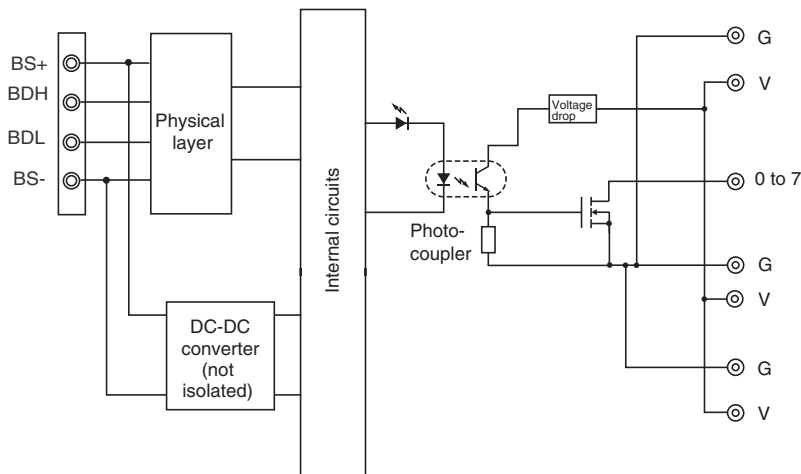 BS+
BDH
BDL
BS-
Physical
layer
DC-DC
converter
(not
isolated)
Internal circuits
Photo-
coupler
Voltage
drop
G
V
0 to 7
G
V
G
V